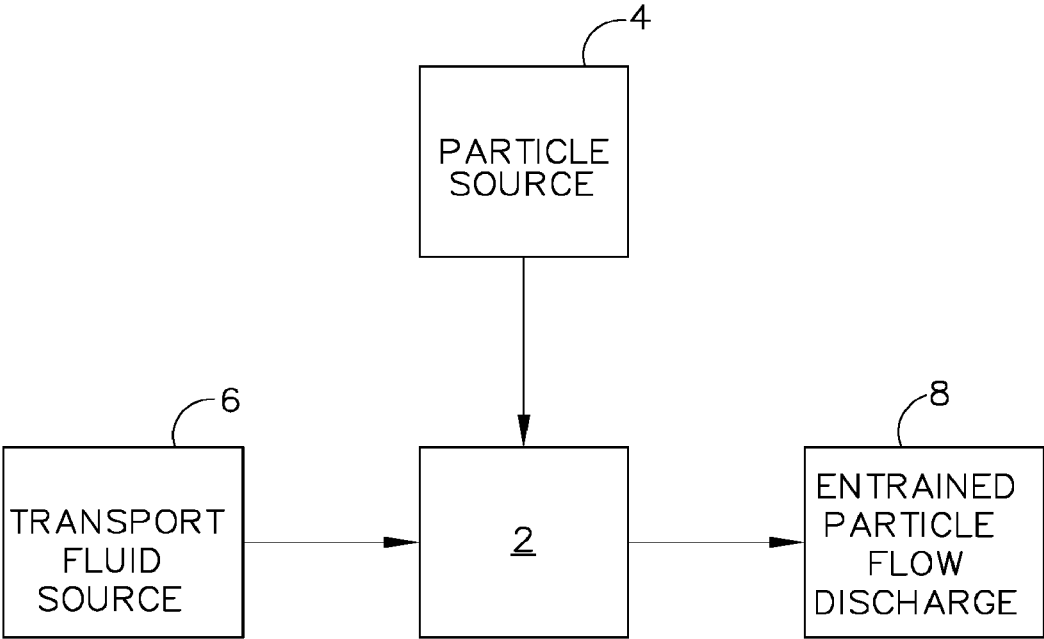 4
PARTICLE
SOURCE
6
8
TRANSPORT
FLUID
SOURCE
2
ENTRAINED
PARTICLE
FLOW
DISCHARGE